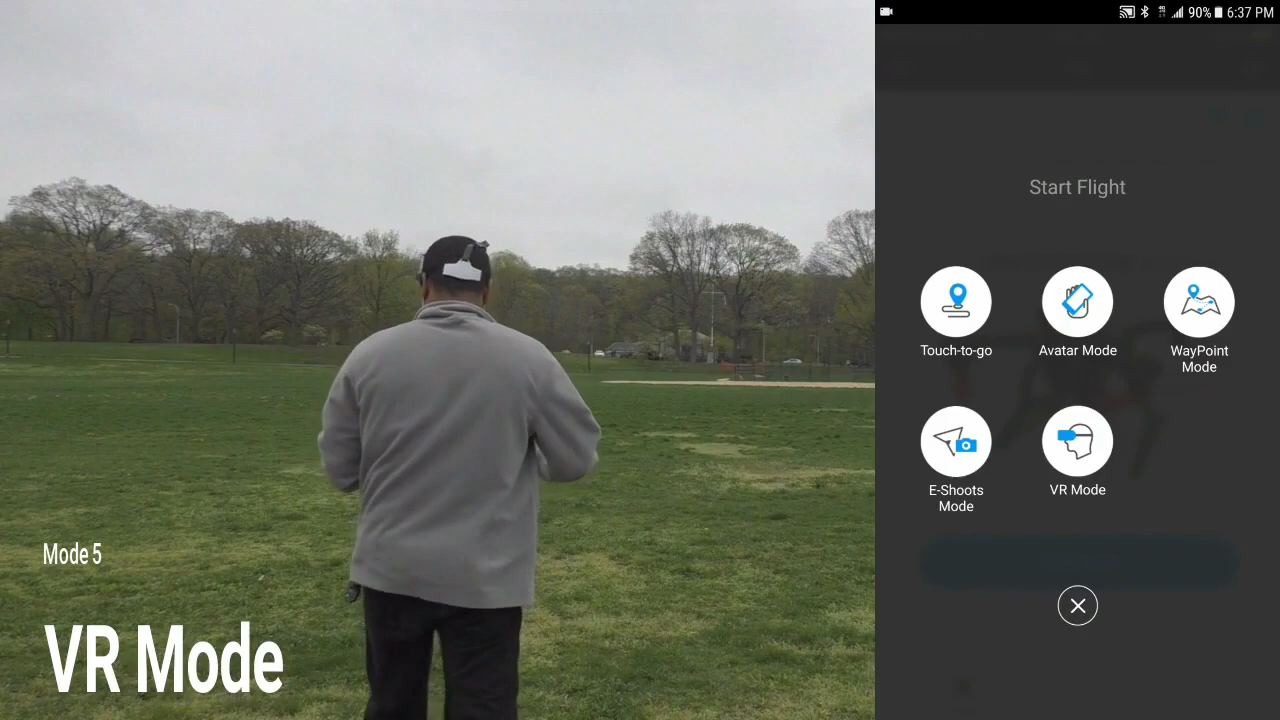 90% 6:37 PM
Start Flight
Touch-to-go
Avatar Mode
WayPoint
Mode
E-Shoots
Mode
VR Mode
Mode 5
VR Mode